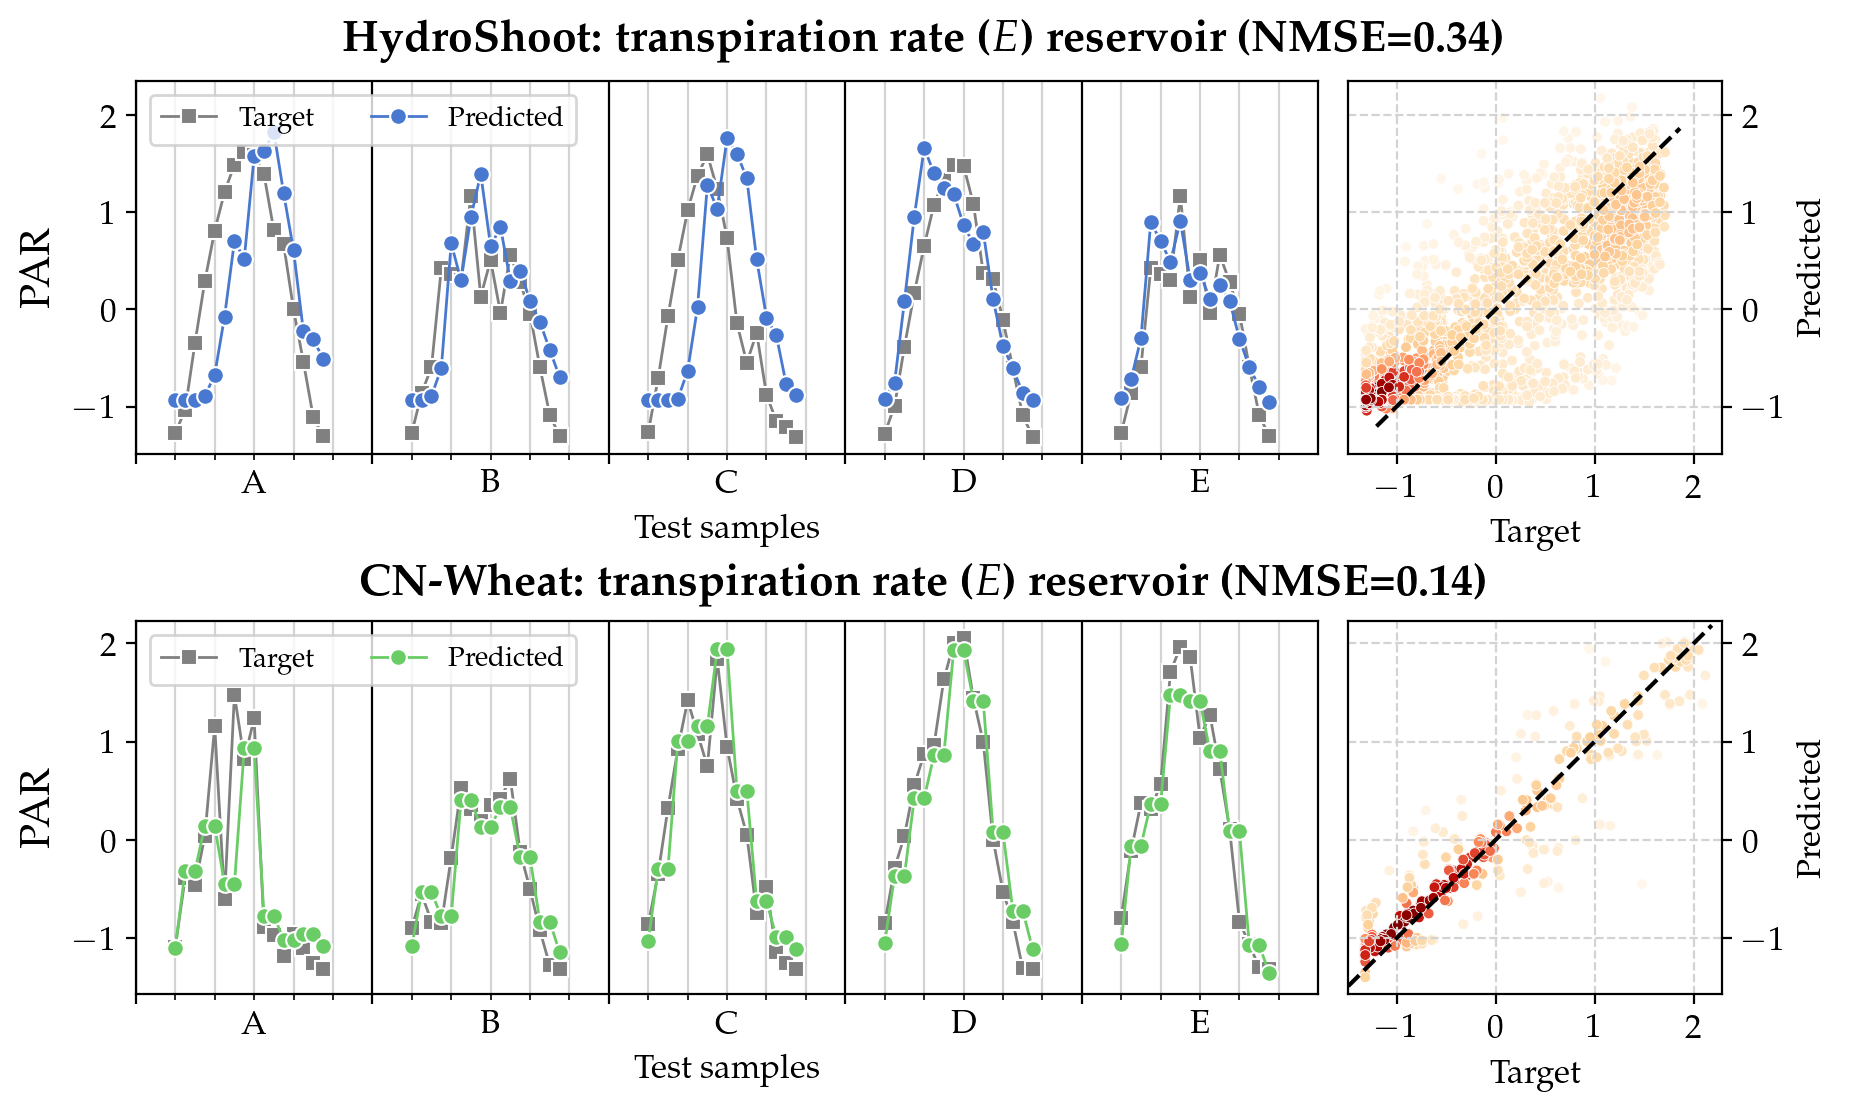 HydroShoot: transpiration rate (E) reservoir (NMSE=0.34)
PAR
2
1
0
−1
Target
Predicted
A
B
C
D
E
Test samples
−1
0
1
2
Target
2
1
0
−1
Predicted
CN-Wheat: transpiration rate (E) reservoir (NMSE=0.14)
PAR
2
1
0
−1
Target
Predicted
A
B
C
D
E
Test samples
−1
0
1
2
Target
2
1
0
−1
Predicted